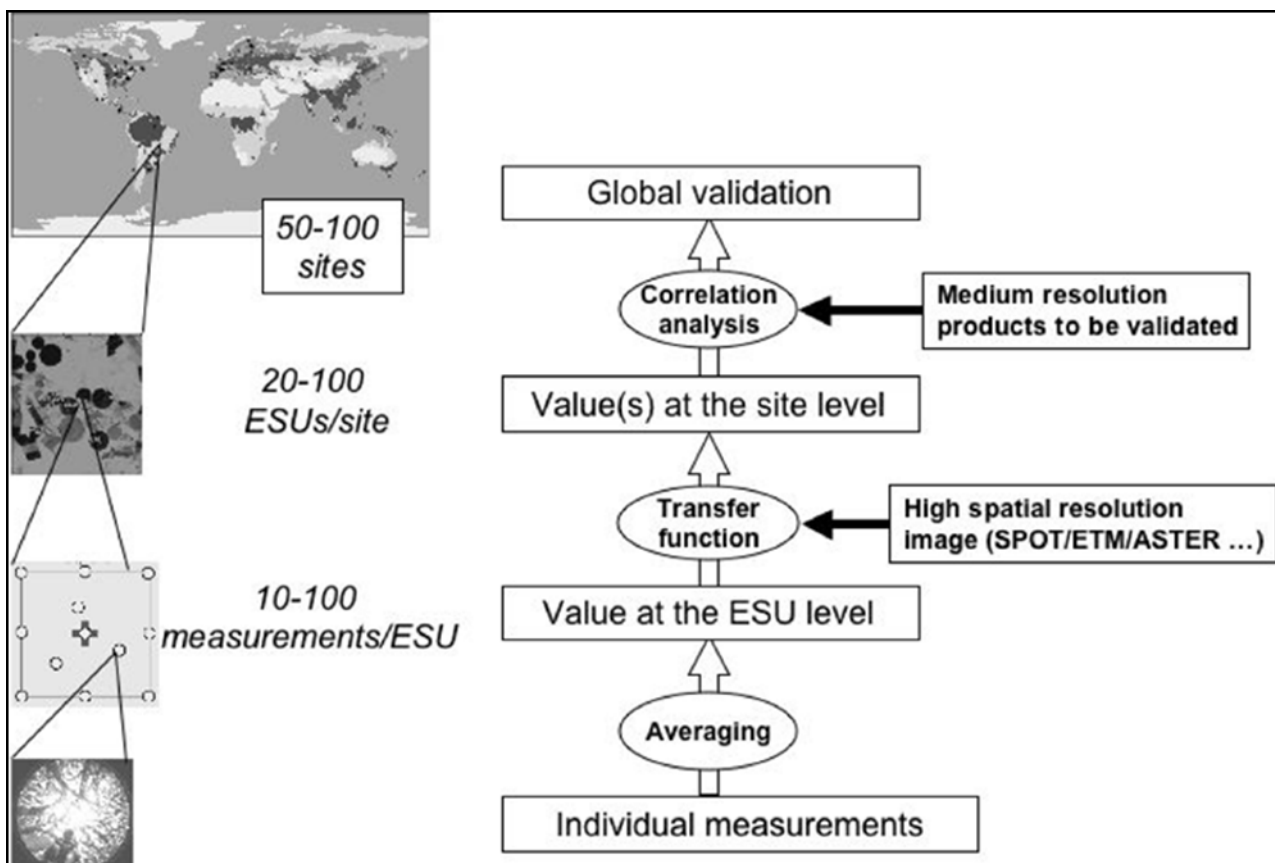 50-100
sites
20-100
ESUs/site
10-100
measurements/ESU
Global validation
Correlation
analysis
Medium resolution
products to be validated
Value(s) at the site level
Transfer
function
High spatial resolution
image (SPOT/ETM/ASTER ...)
Value at the ESU level
Averaging
Individual measurements